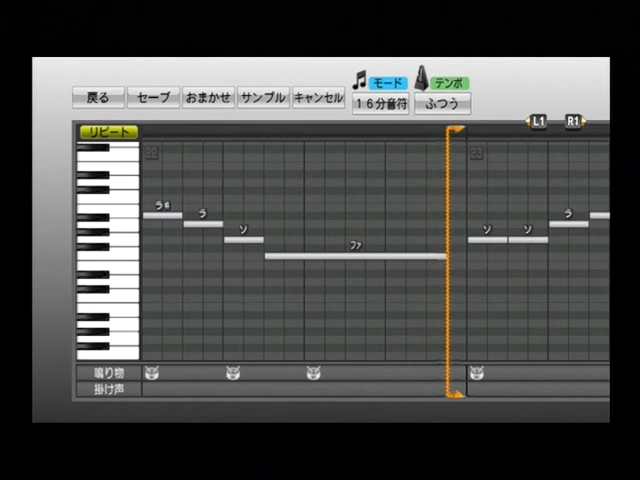 モード テンポ
戻る セーブ おまかせ サンプル キャンセル 16分音符 ふつう
L1 R1
リピート
22 23
ラ#
ラ ラ
ソ ソ ソ
ファ
鳴り物
掛け声